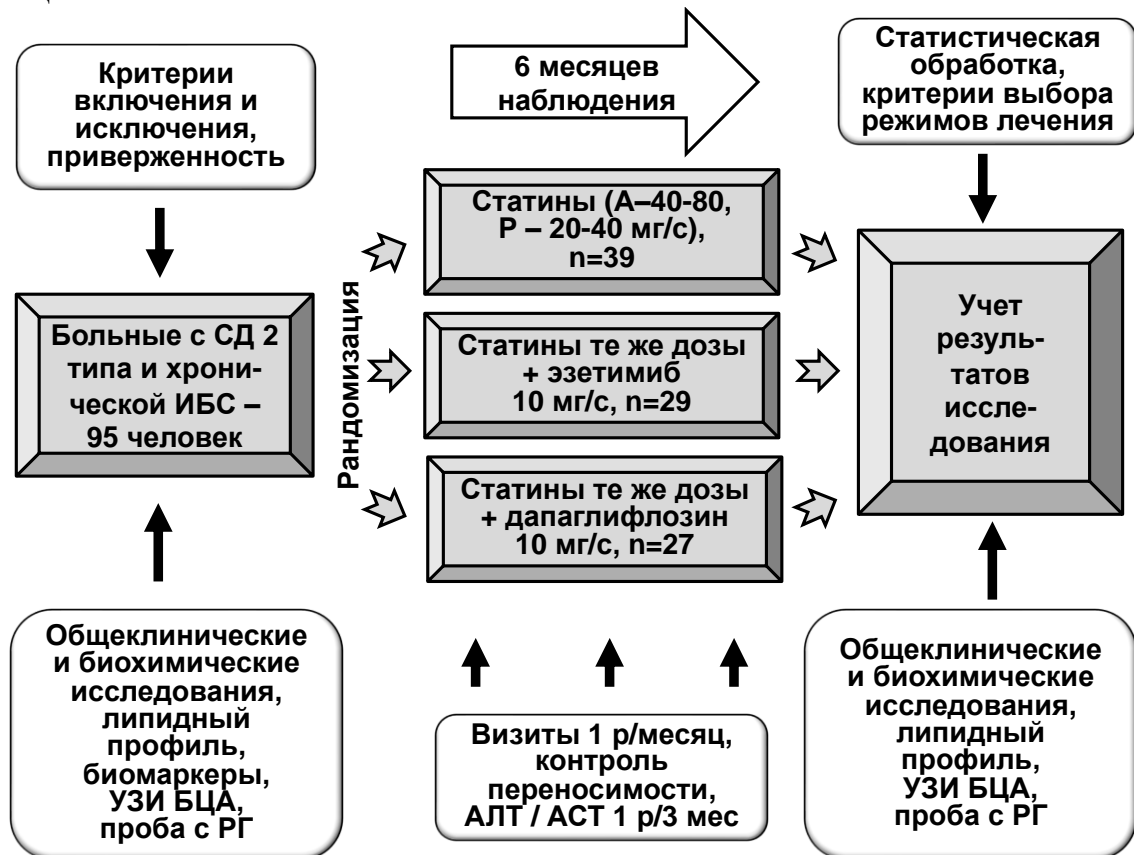 Критерии
включения и
исключения,
приверженность
6 месяцев
наблюдения
Статистическая
обработка,
критерии выбора
режимов лечения
Больные с СД 2
типа и хрони-
ческой ИБС –
95 человек
Рандомизация
Статины (А–40-80,
Р – 20-40 мг/с),
n=39
Статины те же дозы
+ эзетимиб
10 мг/с, n=29
Статины те же дозы
+ дапаглифлозин
10 мг/с, n=27
Учет
резуль-
татов
иссле-
дования
Общеклинические
и биохимические
исследования,
липидный
профиль,
биомаркеры,
УЗИ БЦА,
проба с РГ
Визиты 1 р/месяц,
контроль
переносимости,
АЛТ / АСТ 1 р/3 мес
Общеклинические
и биохимические
исследования,
липидный
профиль,
УЗИ БЦА,
проба с РГ